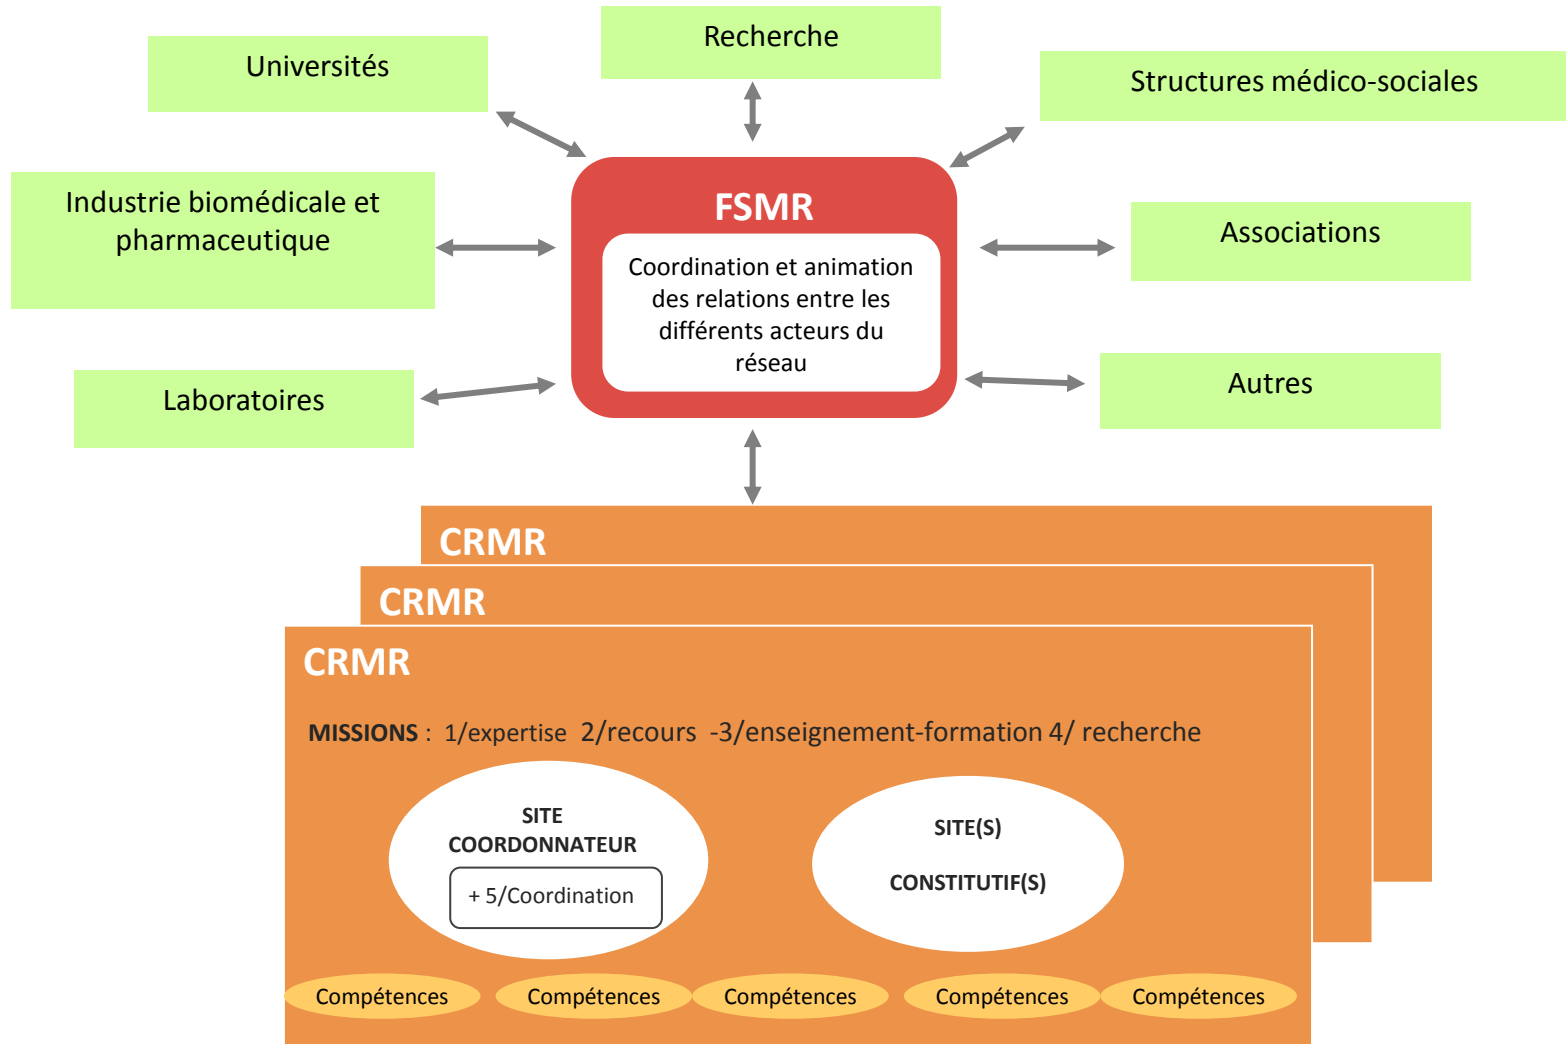 Recherche
Universités
Structures médico-sociales
Industrie biomédicale et
pharmaceutique
FSMR
Coordination et animation
des relations entre les
différents acteurs du
réseau
Associations
Laboratoires
Autres
CRMR
CRMR
CRMR
MISSIONS : 1/expertise 2/recours -3/enseignement-formation 4/ recherche
SITE
COORDONNATEUR
+ 5/Coordination
SITE(S)
CONSTITUTIF(S)
Compétences Compétences Compétences Compétences Compétences